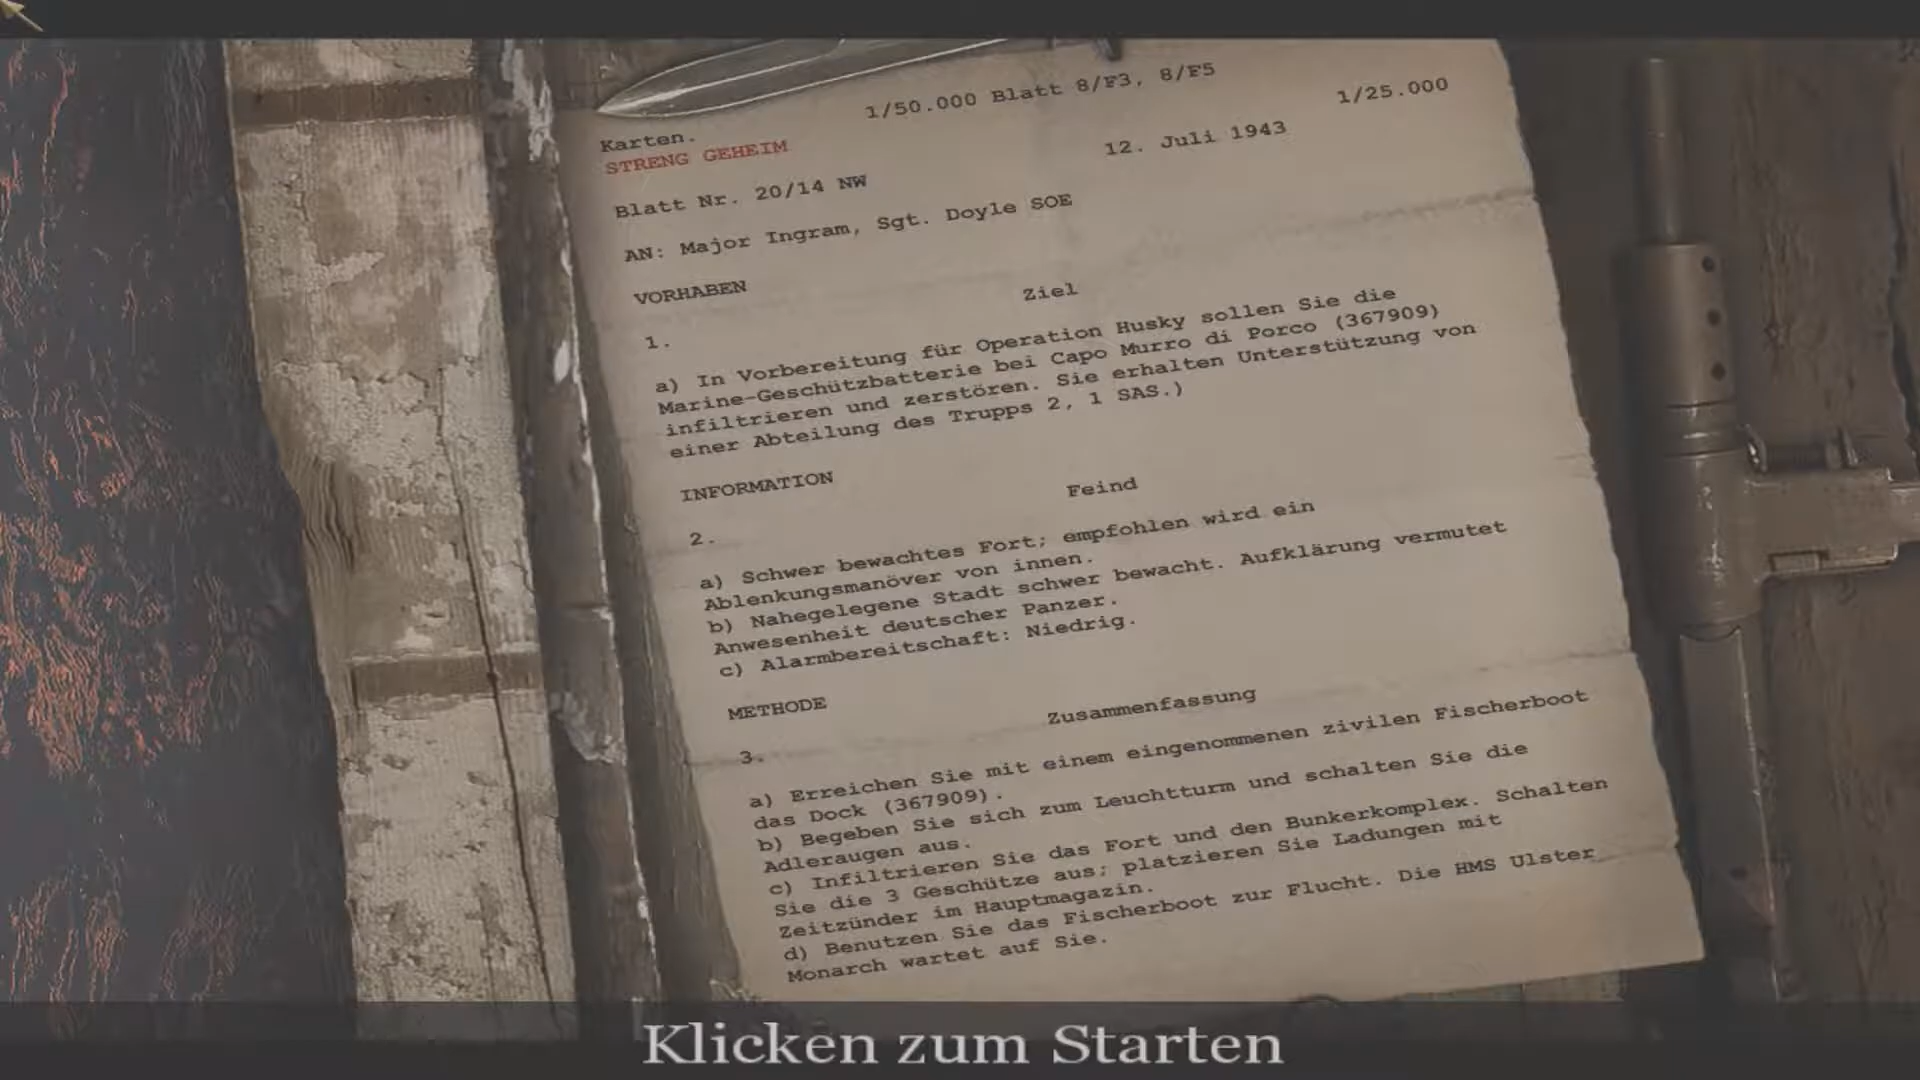 1/50.000 Blatt 8/F3, 8/F5
1/25.000
Karten.
STRENG GEHEIM
12. Juli 1943
Blatt Nr. 20/14 NW
AN: Major Ingram, Sgt. Doyle SOE
VORHABEN
Ziel
1.
a) In Vorbereitung für Operation Husky sollen Sie die
Marine-Geschützbatterie bei Capo Murro di Porco (367909)
infiltrieren und zerstören. Sie erhalten Unterstützung von
einer Abteilung des Trupps 2, 1 SAS.)
INFORMATION
Feind
2.
a) Schwer bewachtes Fort; empfohlen wird ein
Ablenkungsmanöver von innen.
b) Nahegelegene Stadt schwer bewacht. Aufklärung vermutet
Anwesenheit deutscher Panzer.
c) Alarmbereitschaft: Niedrig.
METHODE
Zusammenfassung
3.
a) Erreichen Sie mit einem eingenommenen zivilen Fischerboot
das Dock (367909).
b) Begeben Sie sich zum Leuchtturm und schalten Sie die
Adleraugen aus.
c) Infiltrieren Sie das Fort und den Bunkerkomplex. Schalten
Sie die 3 Geschütze aus; platzieren Sie Ladungen mit
Zeitzünder im Hauptmagazin.
d) Benutzen Sie das Fischerboot zur Flucht. Die HMS Ulster
Monarch wartet auf Sie.
Klicken zum Starten